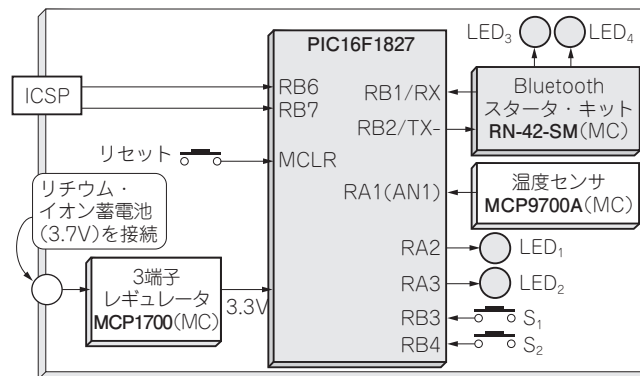 PIC16F1827
ICSP
RB6
RB7
リセット
MCLR
リチウム・
イオン蓄電池
(3.7V)を接続
3端子
レギュレータ
MCP1700(MC)
3.3V
RB1/RX
RB2/TX-
RA1(AN1)
RA2
RA3
RB3
RB4
LED3
LED4
Bluetooth
スタータ・キット
RN-42-SM(MC)
温度センサ
MCP9700A(MC)
LED1
LED2
S1
S2